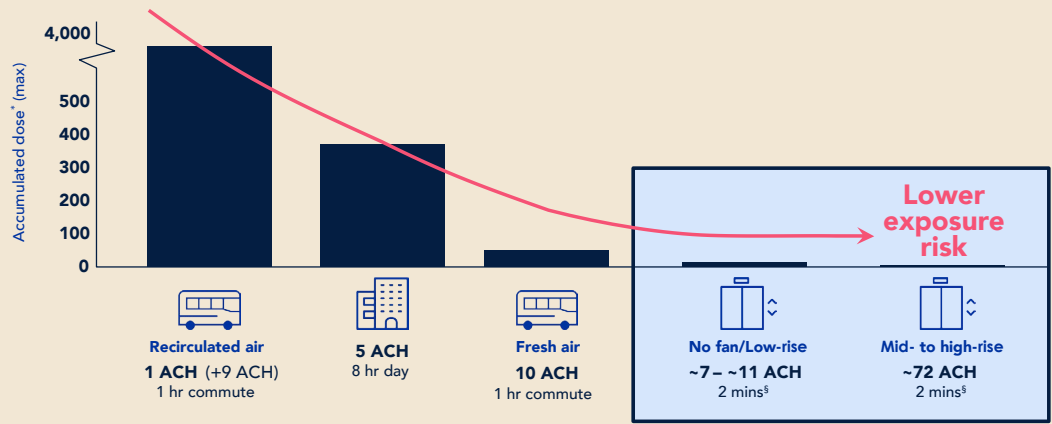 Accumulated dose* (max)
4,000
500
400
300
200
100
0
Lower
exposure
risk
Recirculated air
1 ACH (+9 ACH)
1 hr commute
5 ACH
8 hr day
Fresh air
10 ACH
1 hr commute
No fan/Low-rise
~7– ~11 ACH
2 mins§
Mid- to high-rise
~72 ACH
2 mins§